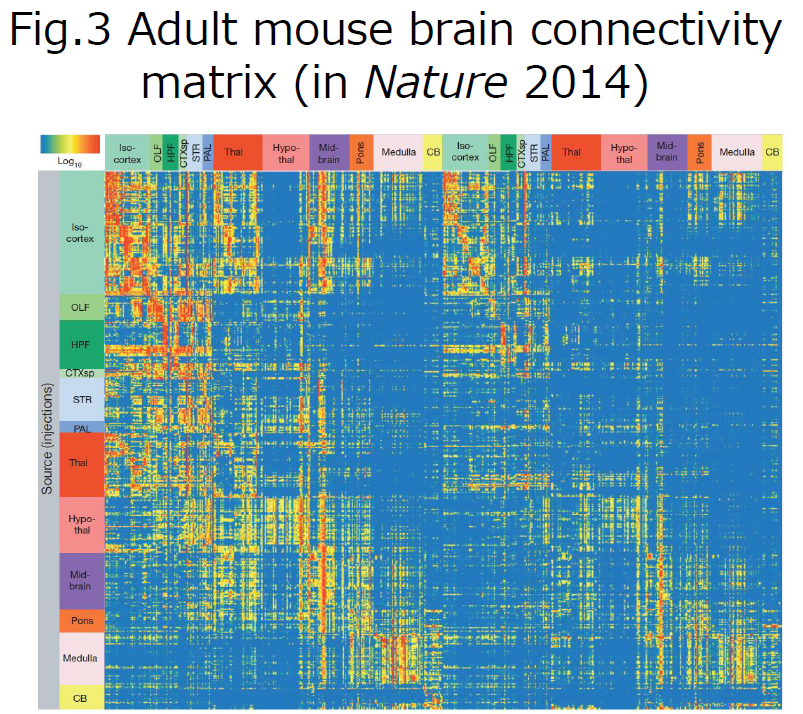 Fig.3 Adult mouse brain connectivity
matrix (in Nature 2014)
Log10
Iso-
cortex
OLF
HPF
CTXsp
STR
PAL
Thal
Hypo-
thal
Mid-
brain
Pons
Medulla
CB
Iso-
cortex
OLF
HPF
CTXsp
STR
PAL
Thal
Hypo-
thal
Mid-
brain
Pons
Medulla
CB
Source (injections)
Iso-
cortex
OLF
HPF
CTXsp
STR
PAL
Thal
Hypo-
thal
Mid-
brain
Pons
Medulla
CB